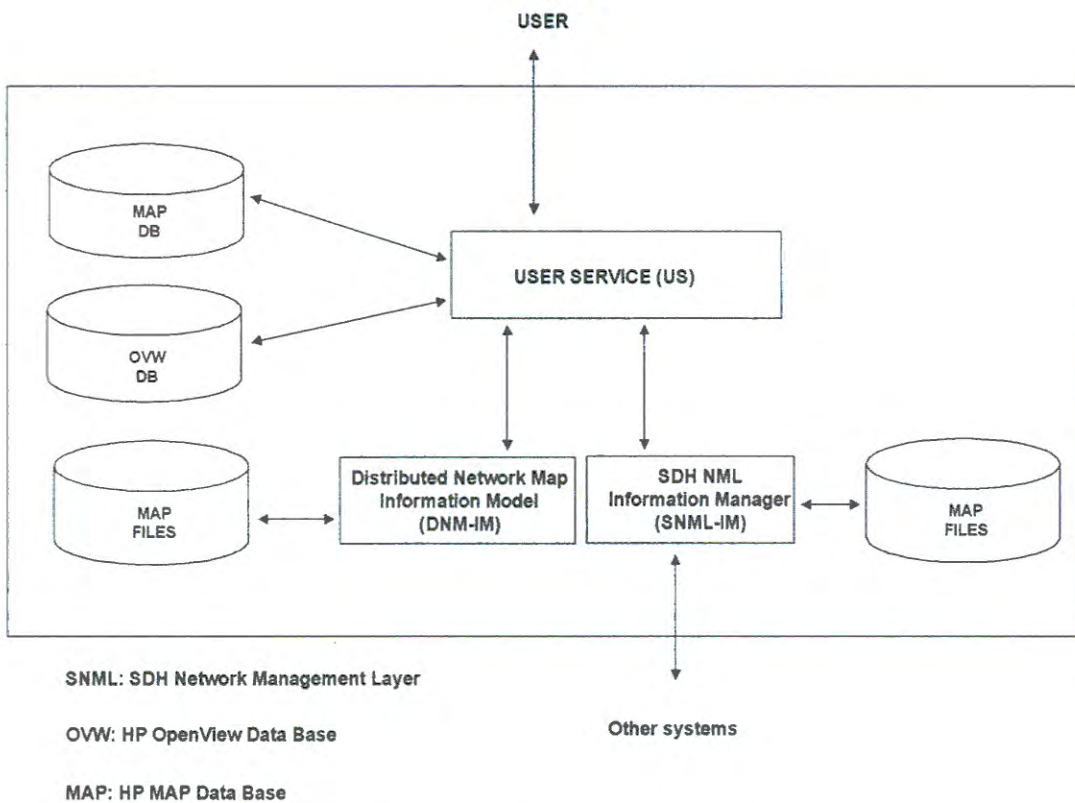 USER
MAP
DB
USER SERVICE (US)
OVW
DB
MAP
FILES
Distributed Network Map
Information Model
(DNM-IM)
SDH NML
Information Manager
(SNML-IM)
MAP
FILES
SNML: SDH Network Management Layer
OVW: HP OpenView Data Base
Other systems
MAP: HP MAP Data Base